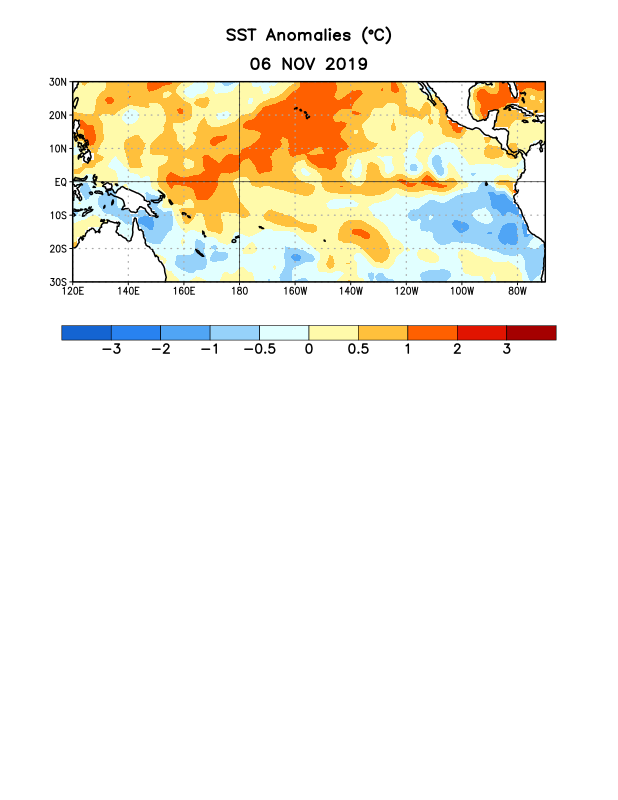 SST Anomalies (°C)
06 NOV 2019
30N
20N
10N
EQ
10S
20S
30S
120E 140E 160E 180 160W 140W 120W 100W 80W
−3 −2 −1 −0.5 0 0.5 1 2 3